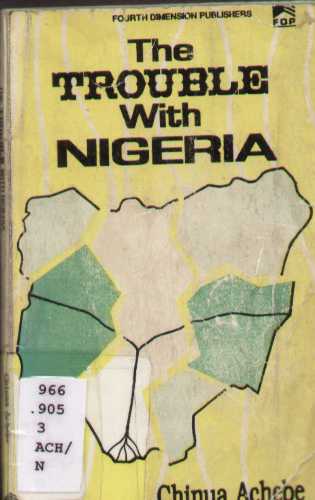 FOURTH DIMENSION PUBLISHERS
FDP
The
TROUBLE
With
NIGERIA
966
.905
3
ACH/
N
Chinua Achebe